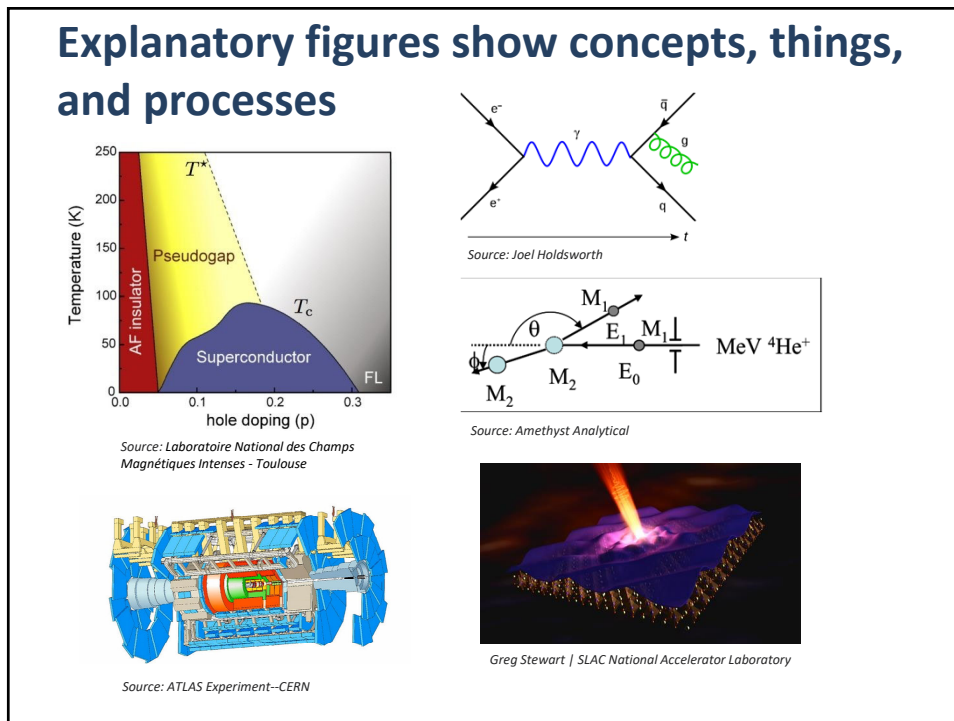 Explanatory figures show concepts, things,
and processes
250
200
150
100
50
0
Temperature (K)
0.0
0.1
0.2
0.3
hole doping (p)
AF insulator
T*
Pseudogap
Tc
Superconductor
FL
Source: Laboratoire National des Champs
Magnétiques Intenses - Toulouse
e⁻
q̄
γ
g
e⁺
q
t
Source: Joel Holdsworth
M₁
θ
E₁
M₁
MeV ⁴He⁺
ϕ
M₂
E₀
M₂
Source: Amethyst Analytical
Source: ATLAS Experiment--CERN
Greg Stewart | SLAC National Accelerator Laboratory